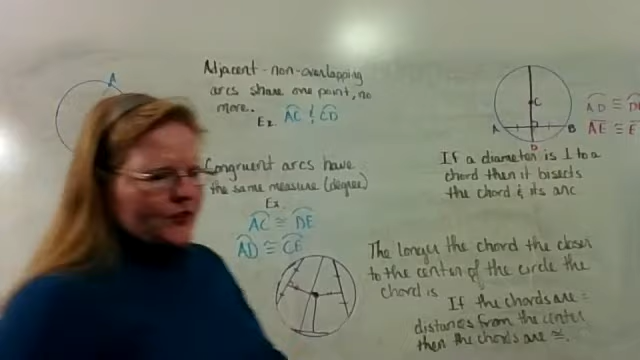 A
Adjacent - non-overlapping
arcs share one point, no
more.
Ex. AC & CD
Congruent arcs have
the same measure (degree)
Ex.
AC ≅ DE
AD ≅ CE
C
A B
D
AD ≅
AE ≅
If a diameter is ⊥ to a
chord then it bisects
the chord & its arc
The longer the chord the closer
to the center of the circle the
chord is
If the chords are =
distances from the center
then the chords are ≅.